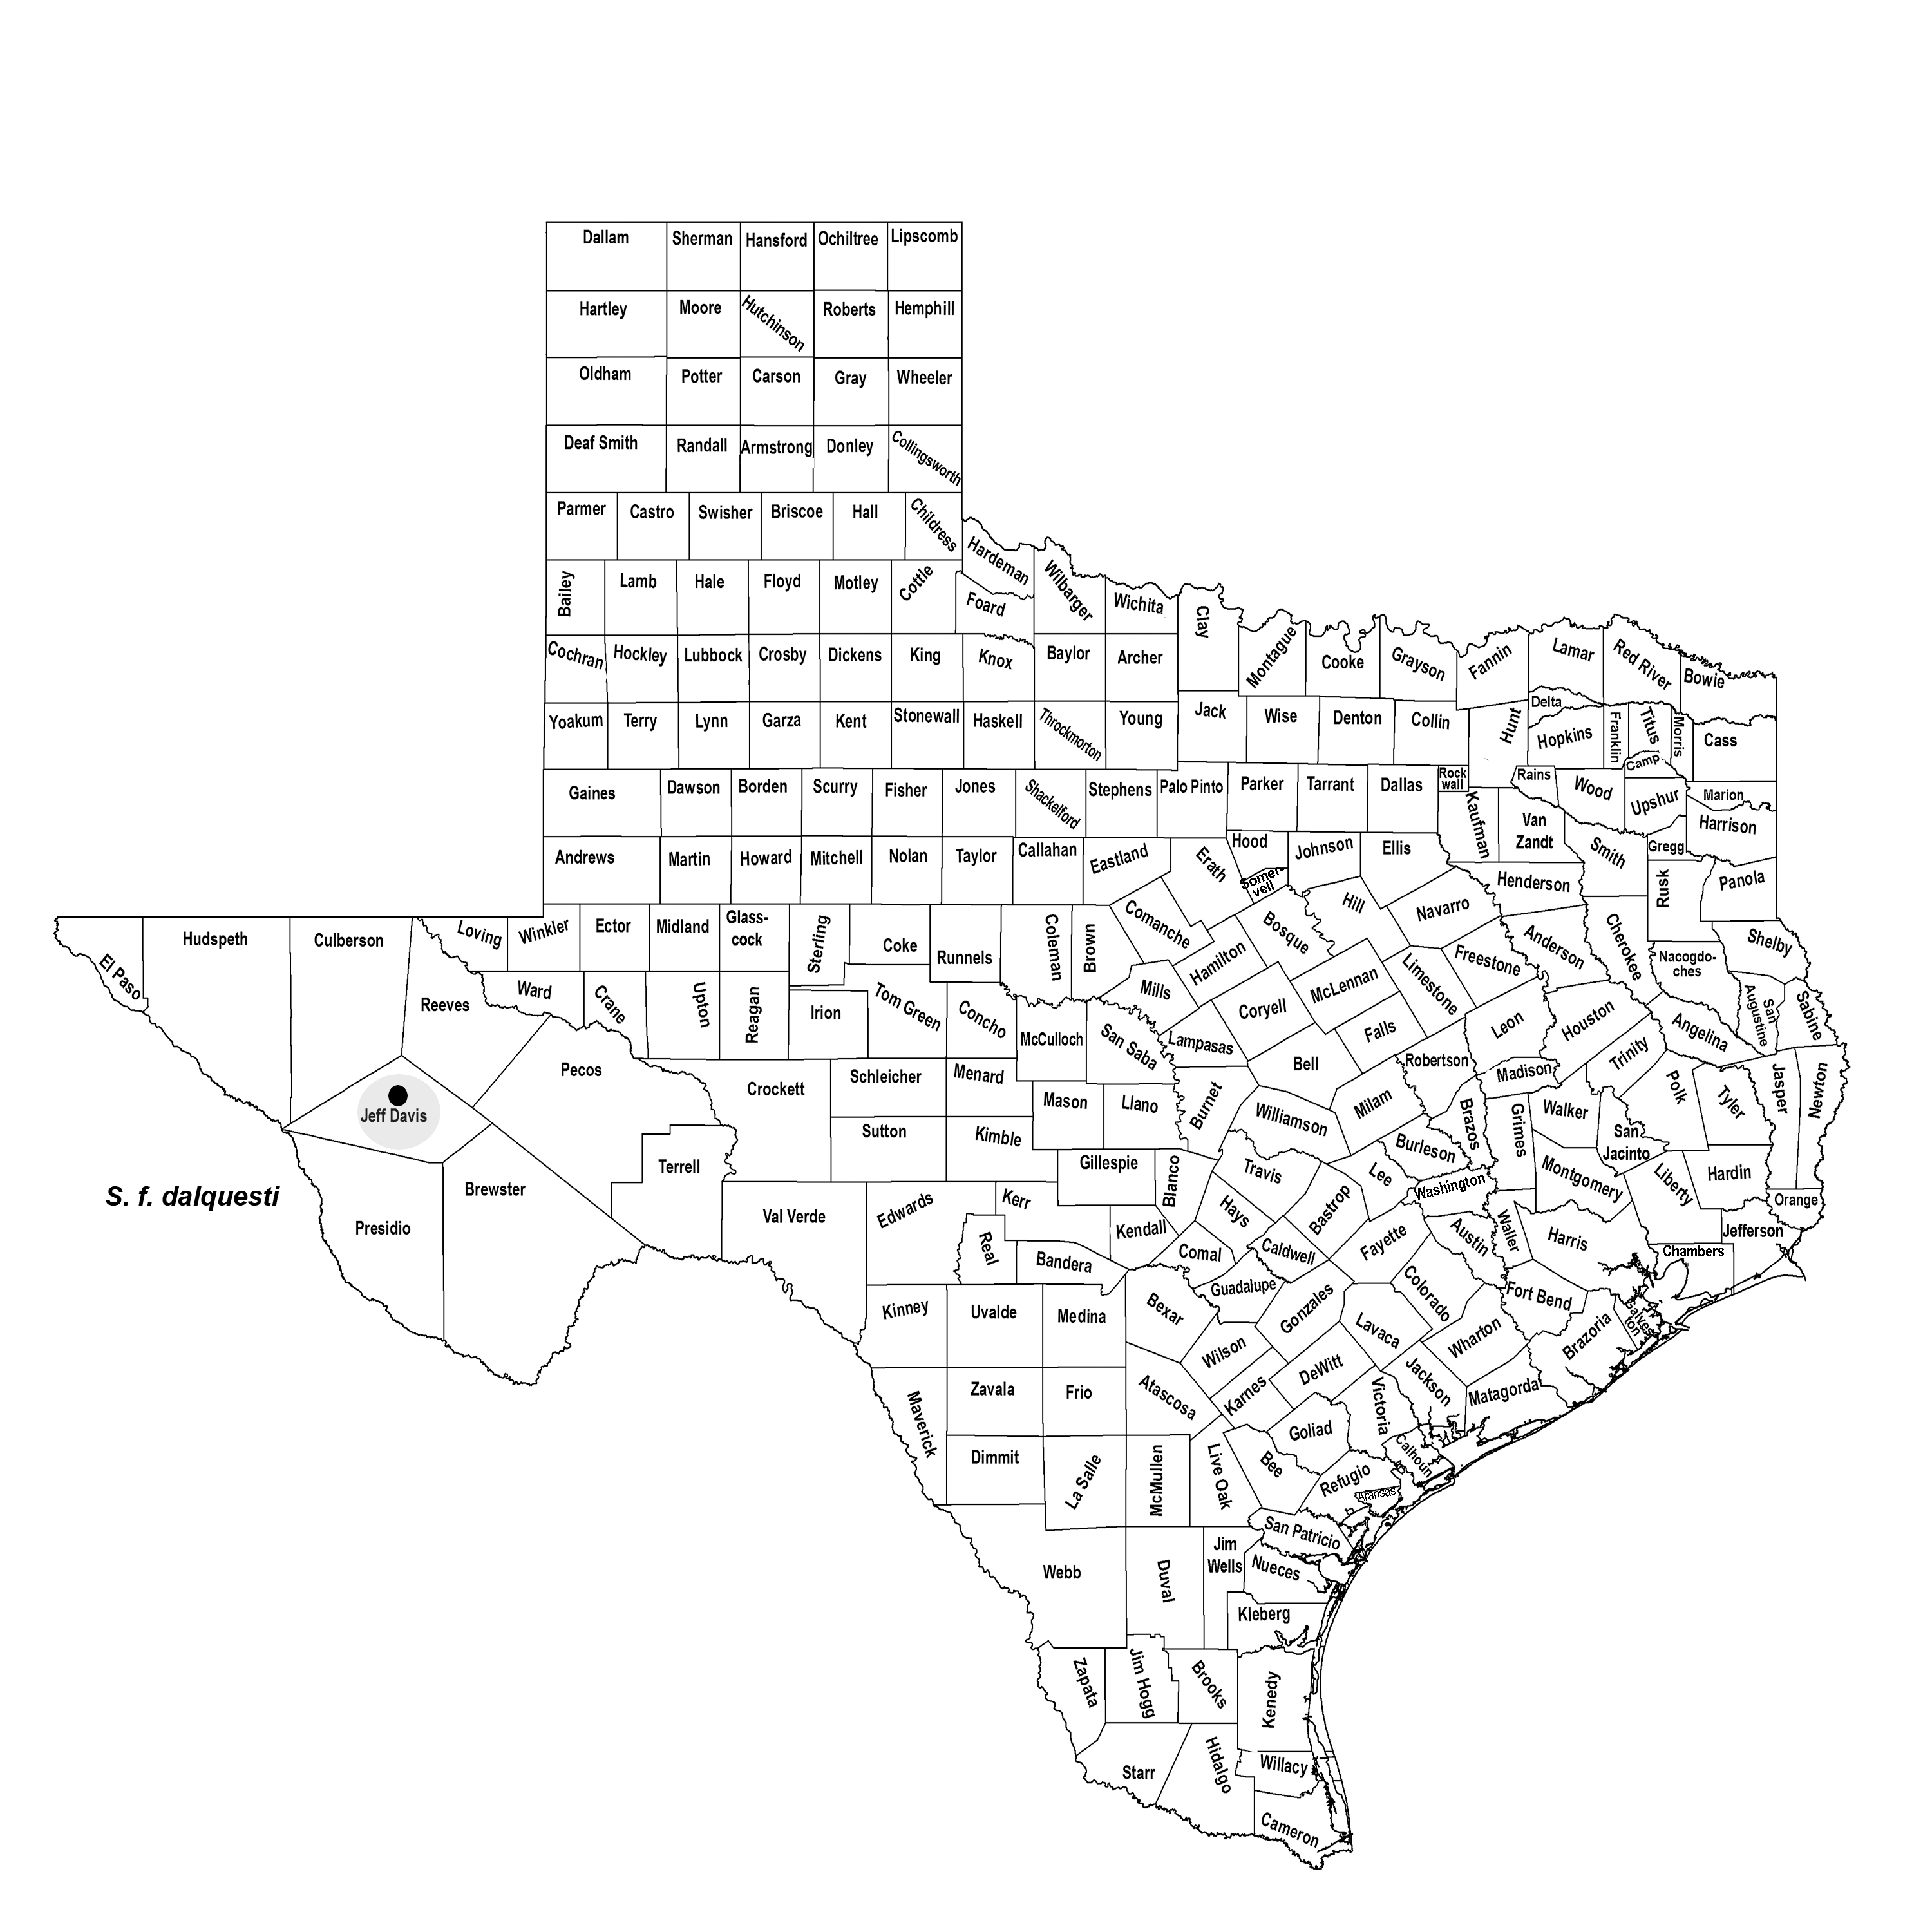 Dallam
Sherman
Hansford
Ochiltree
Lipscomb
Hartley
Moore
Hutchinson
Roberts
Hemphill
Oldham
Potter
Carson
Gray
Wheeler
Deaf Smith
Randall
Armstrong
Donley
Collingsworth
Parmer
Castro
Swisher
Briscoe
Hall
Childress
Hardeman
Bailey
Lamb
Hale
Floyd
Motley
Cottle
Foard
Wilbarger
Wichita
Clay
Montague
Cooke
Grayson
Fannin
Lamar
Red River
Bowie
Cochran
Hockley
Lubbock
Crosby
Dickens
King
Knox
Baylor
Archer
Yoakum
Terry
Lynn
Garza
Kent
Stonewall
Haskell
Throckmorton
Young
Jack
Wise
Denton
Collin
Hunt
Delta
Hopkins
Franklin
Titus
Morris
Cass
Camp
Gaines
Dawson
Borden
Scurry
Fisher
Jones
Shackelford
Stephens
Palo Pinto
Parker
Tarrant
Dallas
Rock
wall
Kaufman
Rains
Wood
Upshur
Marion
Harrison
Van
Zandt
Smith
Gregg
Andrews
Martin
Howard
Mitchell
Nolan
Taylor
Callahan
Eastland
Erath
Hood
Somer-
vell
Johnson
Ellis
Henderson
Rusk
Panola
El Paso
Hudspeth
Culberson
Reeves
Loving
Winkler
Ector
Midland
Glass-
cock
Sterling
Coke
Runnels
Coleman
Brown
Comanche
Hamilton
Bosque
Hill
Navarro
Freestone
Anderson
Cherokee
Nacogdo-
ches
Shelby
Ward
Crane
Upton
Reagan
Irion
Tom Green
Concho
McCulloch
San Saba
Mills
Lampasas
Coryell
McLennan
Limestone
Falls
Leon
Houston
Angelina
San
Augustine
Sabine
Pecos
Jeff Davis
Crockett
Schleicher
Menard
Mason
Llano
Burnet
Bell
Williamson
Milam
Robertson
Madison
Brazos
Grimes
Walker
Trinity
Polk
Tyler
Jasper
Newton
Sutton
Kimble
Gillespie
Blanco
Travis
Lee
Burleson
Washington
Montgomery
San
Jacinto
Liberty
Hardin
Orange
S. f. dalquesti
Presidio
Brewster
Terrell
Val Verde
Edwards
Kerr
Real
Kendall
Bandera
Comal
Hays
Caldwell
Bastrop
Fayette
Austin
Waller
Harris
Chambers
Jefferson
Kinney
Uvalde
Medina
Bexar
Guadalupe
Gonzales
Lavaca
Colorado
Wharton
Fort Bend
Brazoria
Galves
ton
Maverick
Zavala
Frio
Atascosa
Wilson
Karnes
DeWitt
Victoria
Jackson
Matagorda
Dimmit
La Salle
McMullen
Live Oak
Bee
Goliad
Refugio
Calhoun
Aransas
San Patricio
Webb
Duval
Jim
Wells
Nueces
Kleberg
Zapata
Jim Hogg
Brooks
Kenedy
Starr
Hidalgo
Willacy
Cameron